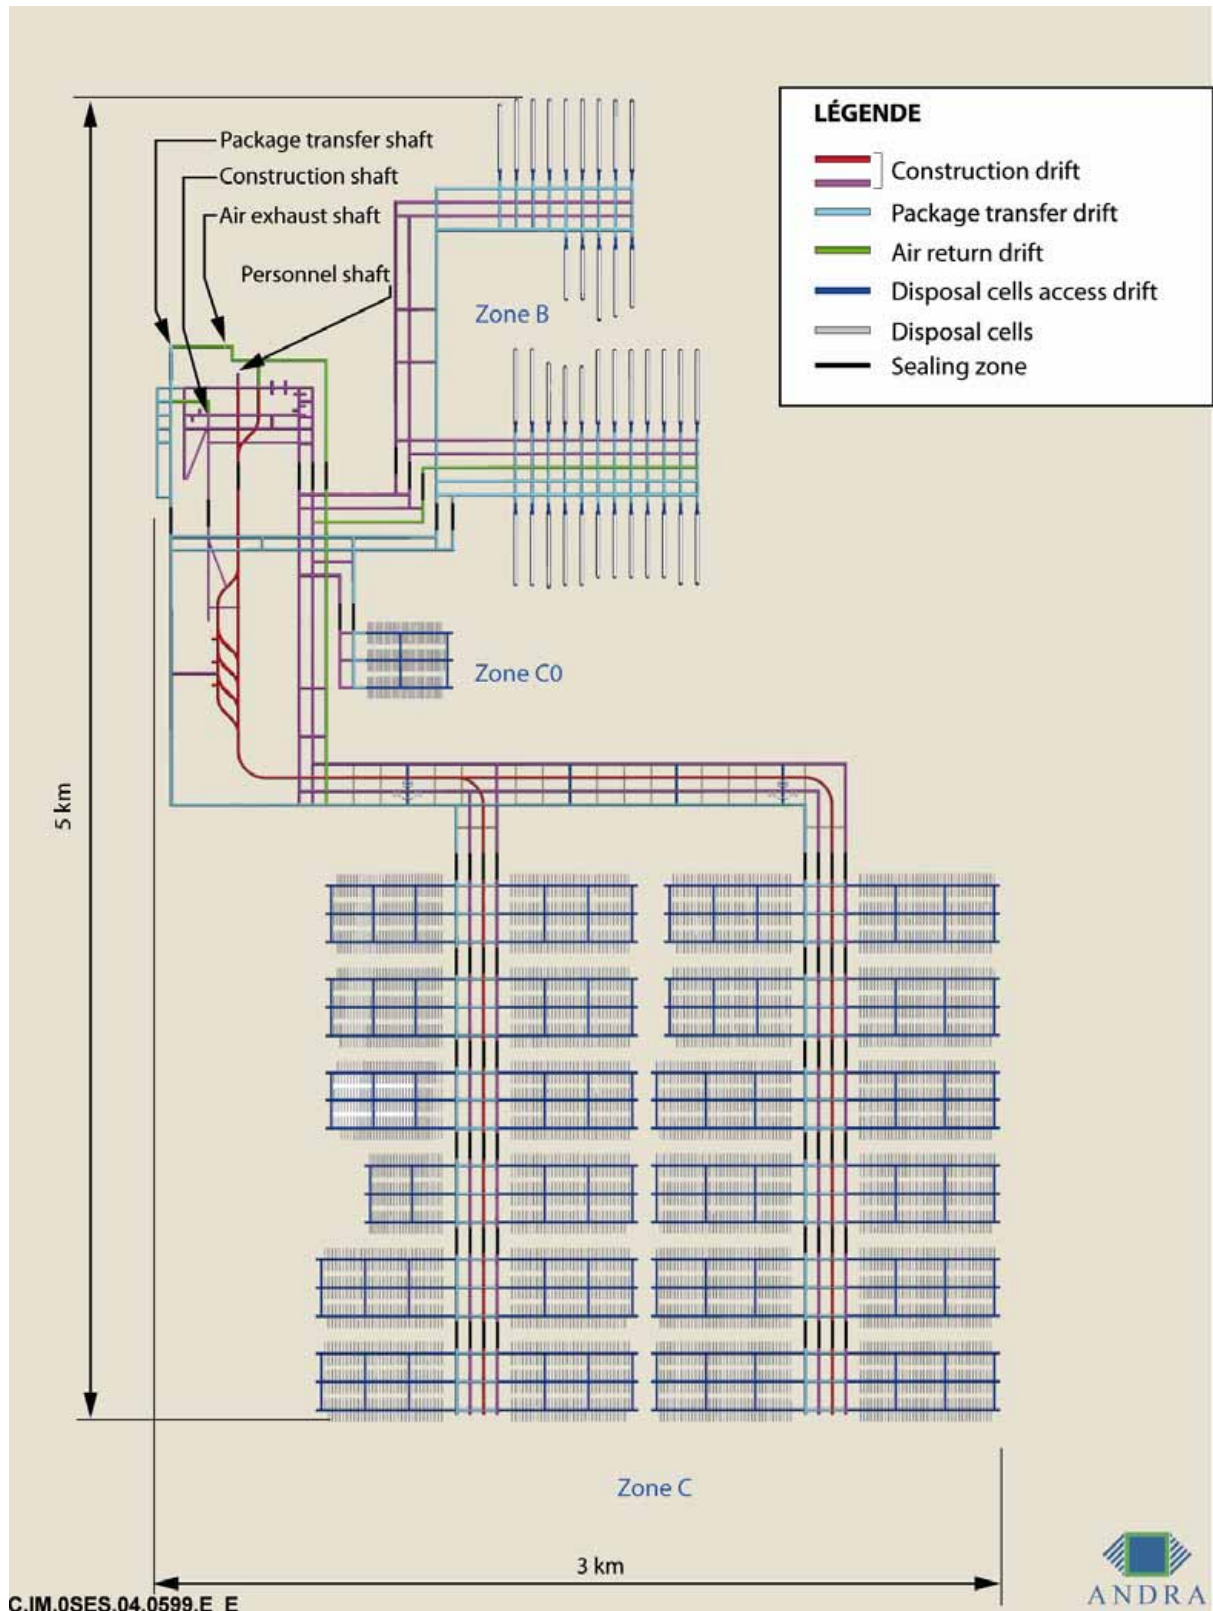 LÉGENDE
Construction drift
Package transfer drift
Air return drift
Disposal cells access drift
Disposal cells
Sealing zone
Package transfer shaft
Construction shaft
Air exhaust shaft
Personnel shaft
Zone B
Zone C0
5 km
Zone C
3 km
ANDRA
C.IM.0SES.04.0599.E_E